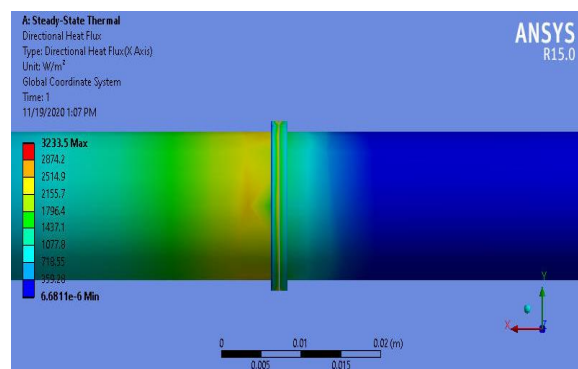 A: Steady-State Thermal
Directional Heat Flux
Type: Directional Heat Flux(X Axis)
Unit: W/m²
Global Coordinate System
Time: 1
11/19/2020 1:07 PM
ANSYS
R15.0
3233.5 Max
2874.2
2514.9
2155.7
1796.4
1437.1
1077.8
718.55
359.28
6.6811e-6 Min
Y
X
Z
0 0.01 0.02 (m)
0.005 0.015